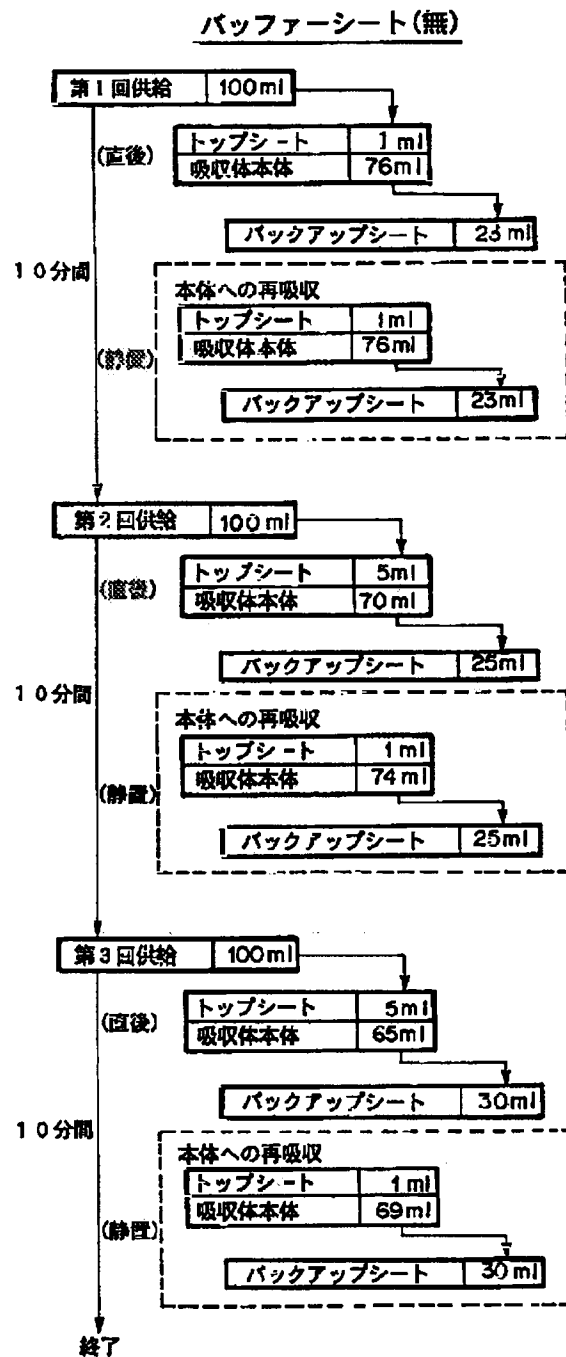 バッファーシート(無)
第1回供給 100ml
(直後)
トップシート 1ml
吸収体本体 76ml
バックアップシート 23ml
10分間
本体への再吸収
トップシート 1ml
吸収体本体 76ml
(静置)
バックアップシート 23ml
第2回供給 100ml
(直後)
トップシート 5ml
吸収体本体 70ml
バックアップシート 25ml
10分間
本体への再吸収
トップシート 1ml
吸収体本体 74ml
(静置)
バックアップシート 25ml
第3回供給 100ml
(直後)
トップシート 5ml
吸収体本体 65ml
バックアップシート 30ml
10分間
本体への再吸収
トップシート 1ml
吸収体本体 69ml
(静置)
バックアップシート 30ml
終了